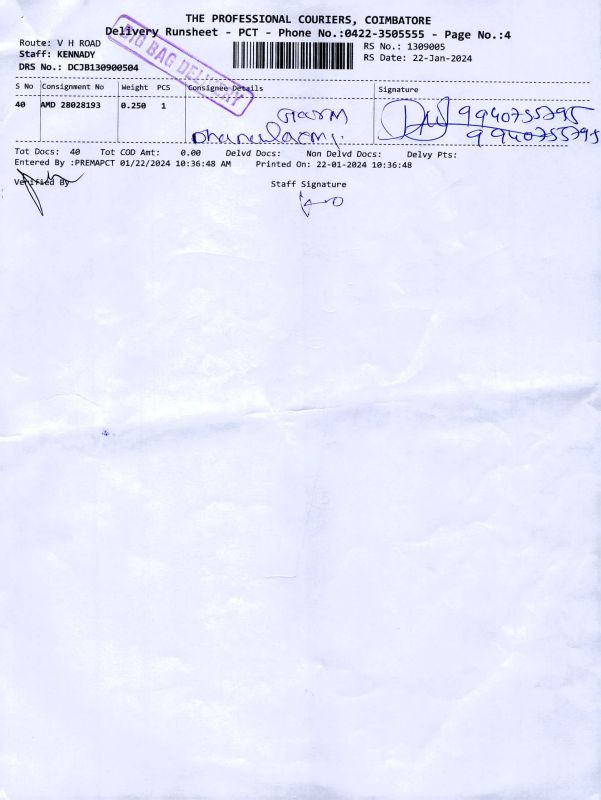 THE PROFESSIONAL COURIERS, COIMBATORE
Delivery Runsheet - PCT - Phone No.:0422-3505555 - Page No.:4
Route: V H ROAD
RS No.: 1309005
Staff: KENNADY
RS Date: 22-Jan-2024
DRS No.: DCJB130900504
BIG BAG DELIVERY
S No Consignment No Weight PCS Consignee Details Signature
40 AMD 28028193 0.250 1
9940755795
9940755795
Tot Docs: 40 Tot COD Amt: 0.00 Delvd Docs: Non Delvd Docs: Delvy Pts:
Entered By :PREMAPCT 01/22/2024 10:36:48 AM Printed On: 22-01-2024 10:36:48
Verified By Staff Signature